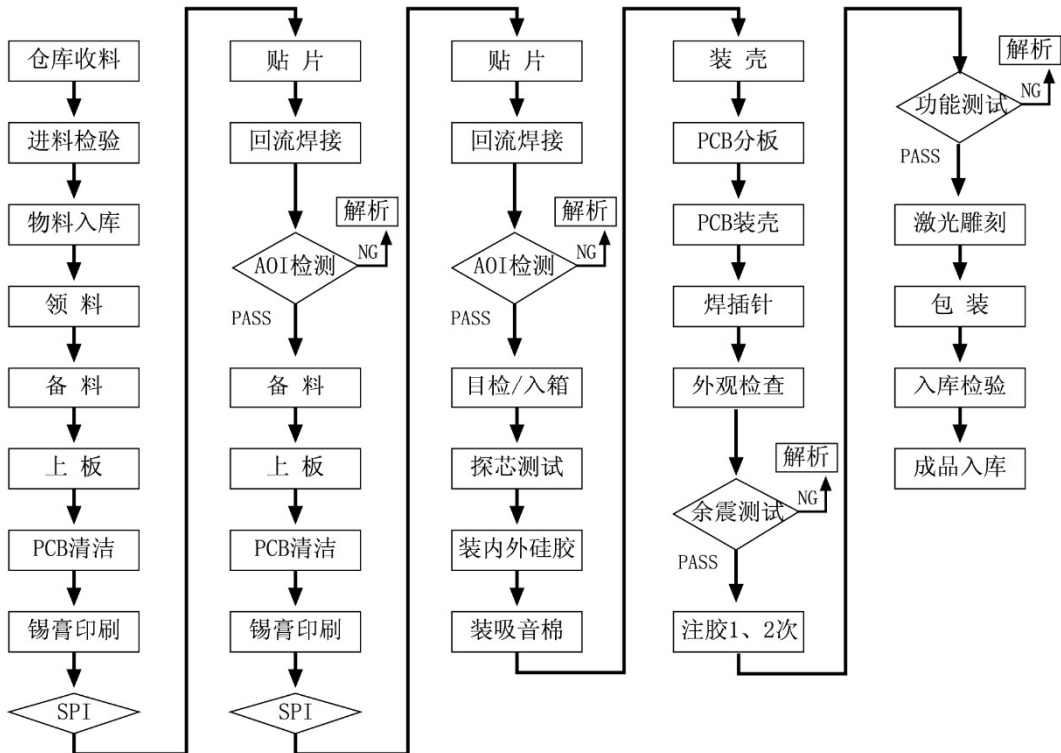 仓库收料
进料检验
物料入库
领 料
备 料
上 板
PCB清洁
锡膏印刷
SPI
贴 片
回流焊接
解析
AOI检测
NG
PASS
备 料
上 板
PCB清洁
锡膏印刷
SPI
贴 片
回流焊接
解析
AOI检测
NG
PASS
目检/入箱
探芯测试
装内外硅胶
装吸音棉
装 壳
PCB分板
PCB装壳
焊插针
外观检查
解析
余震测试
NG
PASS
注胶1、2次
解析
功能测试
NG
PASS
激光雕刻
包 装
入库检验
成品入库